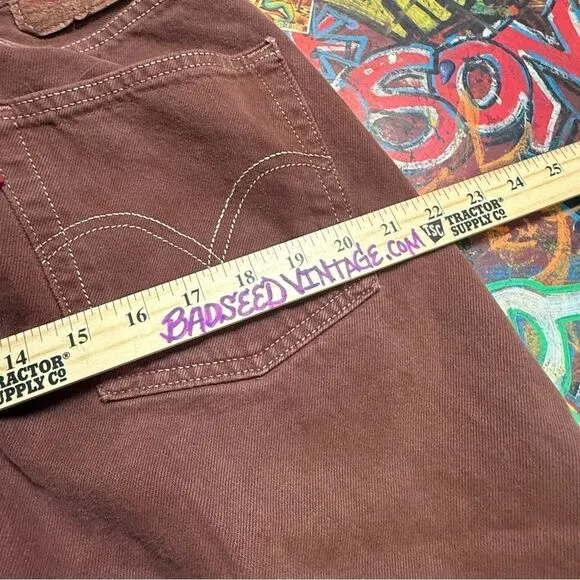 S'ON
14 15 16 17 18 19 20 21 22 23 24 25
TRACTOR®
SUPPLY CO
BADSEEDVINTAGE.COM
TSC TRACTOR
SUPPLY CO